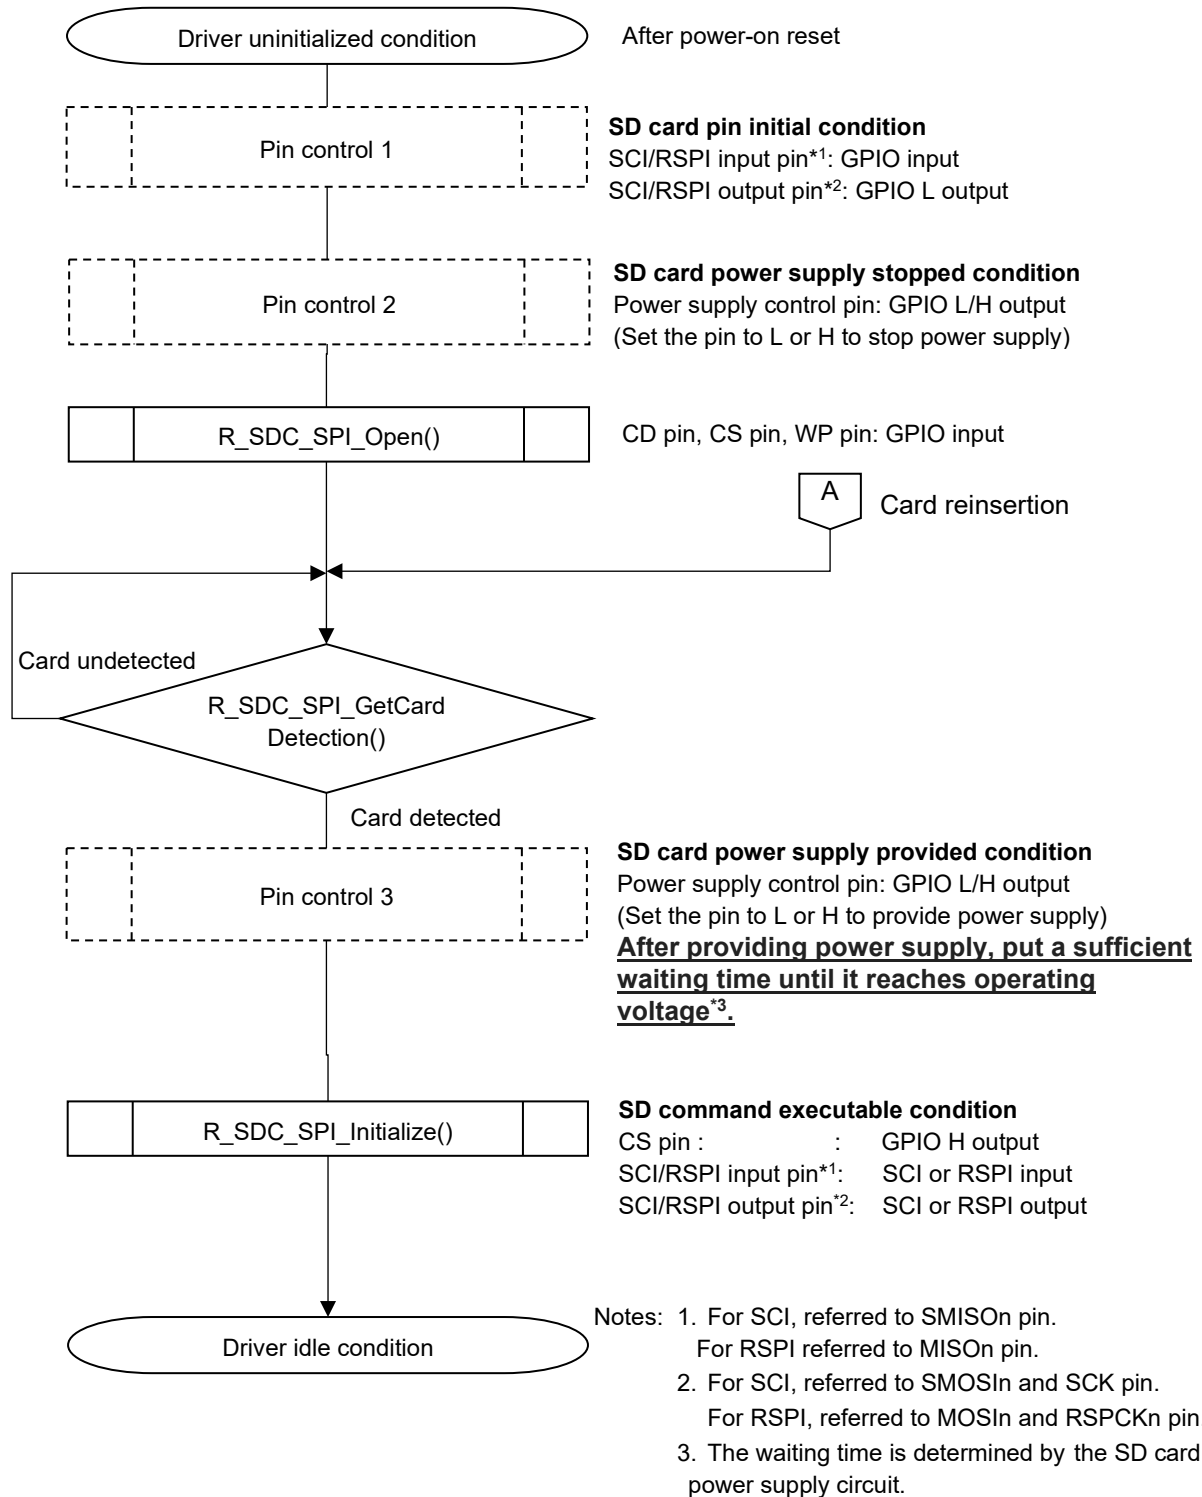 Driver uninitialized condition
After power-on reset
Pin control 1
SD card pin initial condition
SCI/RSPI input pin*1: GPIO input
SCI/RSPI output pin*2: GPIO L output
Pin control 2
SD card power supply stopped condition
Power supply control pin: GPIO L/H output
(Set the pin to L or H to stop power supply)
R_SDC_SPI_Open()
CD pin, CS pin, WP pin: GPIO input
A
Card reinsertion
Card undetected
R_SDC_SPI_GetCard
Detection()
Card detected
Pin control 3
SD card power supply provided condition
Power supply control pin: GPIO L/H output
(Set the pin to L or H to provide power supply)
After providing power supply, put a sufficient
waiting time until it reaches operating
voltage*3.
R_SDC_SPI_Initialize()
SD command executable condition
CS pin : : GPIO H output
SCI/RSPI input pin*1: SCI or RSPI input
SCI/RSPI output pin*2: SCI or RSPI output
Driver idle condition
Notes: 1. For SCI, referred to SMISOn pin.
For RSPI referred to MISOn pin.
2. For SCI, referred to SMOSIn and SCK pin.
For RSPI, referred to MOSIn and RSPCKn pin
3. The waiting time is determined by the SD card
power supply circuit.